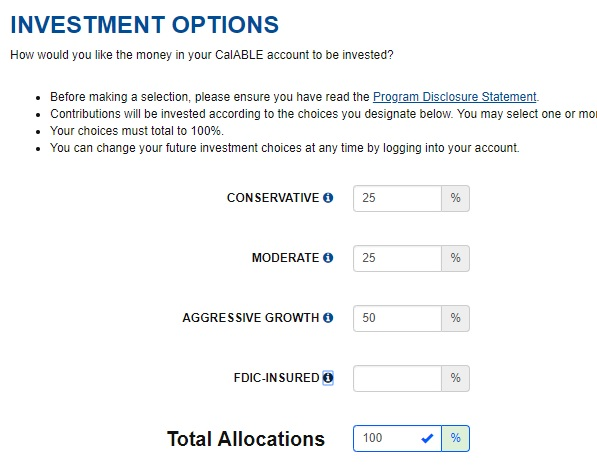 INVESTMENT OPTIONS
How would you like the money in your CalABLE account to be invested?
Before making a selection, please ensure you have read the Program Disclosure Statement.
Contributions will be invested according to the choices you designate below. You may select one or
Your choices must total to 100%.
You can change your future investment choices at any time by logging into your account.
CONSERVATIVE 25 %
MODERATE 25 %
AGGRESSIVE GROWTH 50 %
FDIC-INSURED %
Total Allocations 100 %